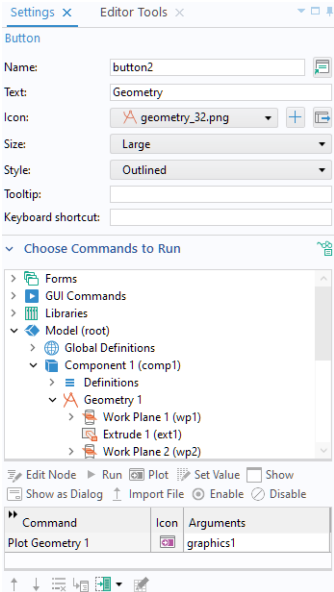 Settings
Editor Tools
Button
Name: button2
Text: Geometry
Icon: geometry_32.png
Size: Large
Style: Outlined
Tooltip:
Keyboard shortcut:
Choose Commands to Run
Forms
GUI Commands
Libraries
Model (root)
Global Definitions
Component 1 (comp1)
Definitions
Geometry 1
Work Plane 1 (wp1)
Extrude 1 (ext1)
Work Plane 2 (wp2)
Edit Node Run Plot Set Value Show
Show as Dialog Import File Enable Disable
Command Icon Arguments
Plot Geometry 1 graphics1